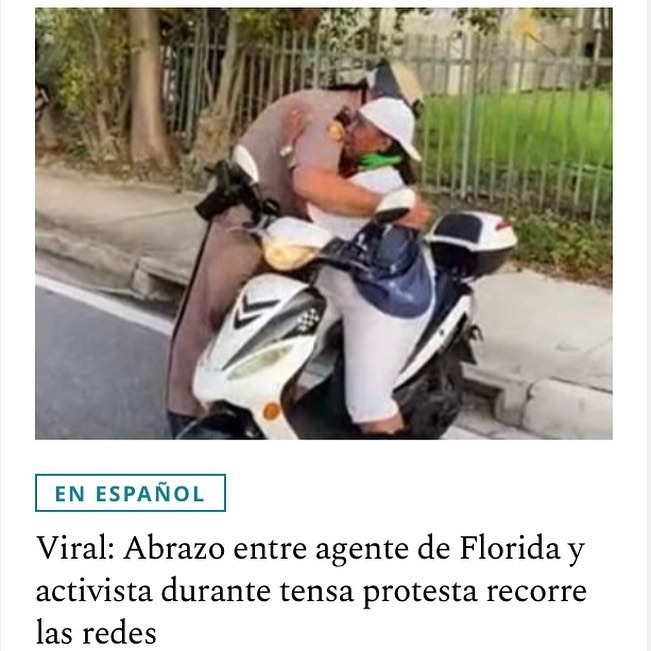 EN ESPAÑOL
Viral: Abrazo entre agente de Florida y
activista durante tensa protesta recorre
las redes